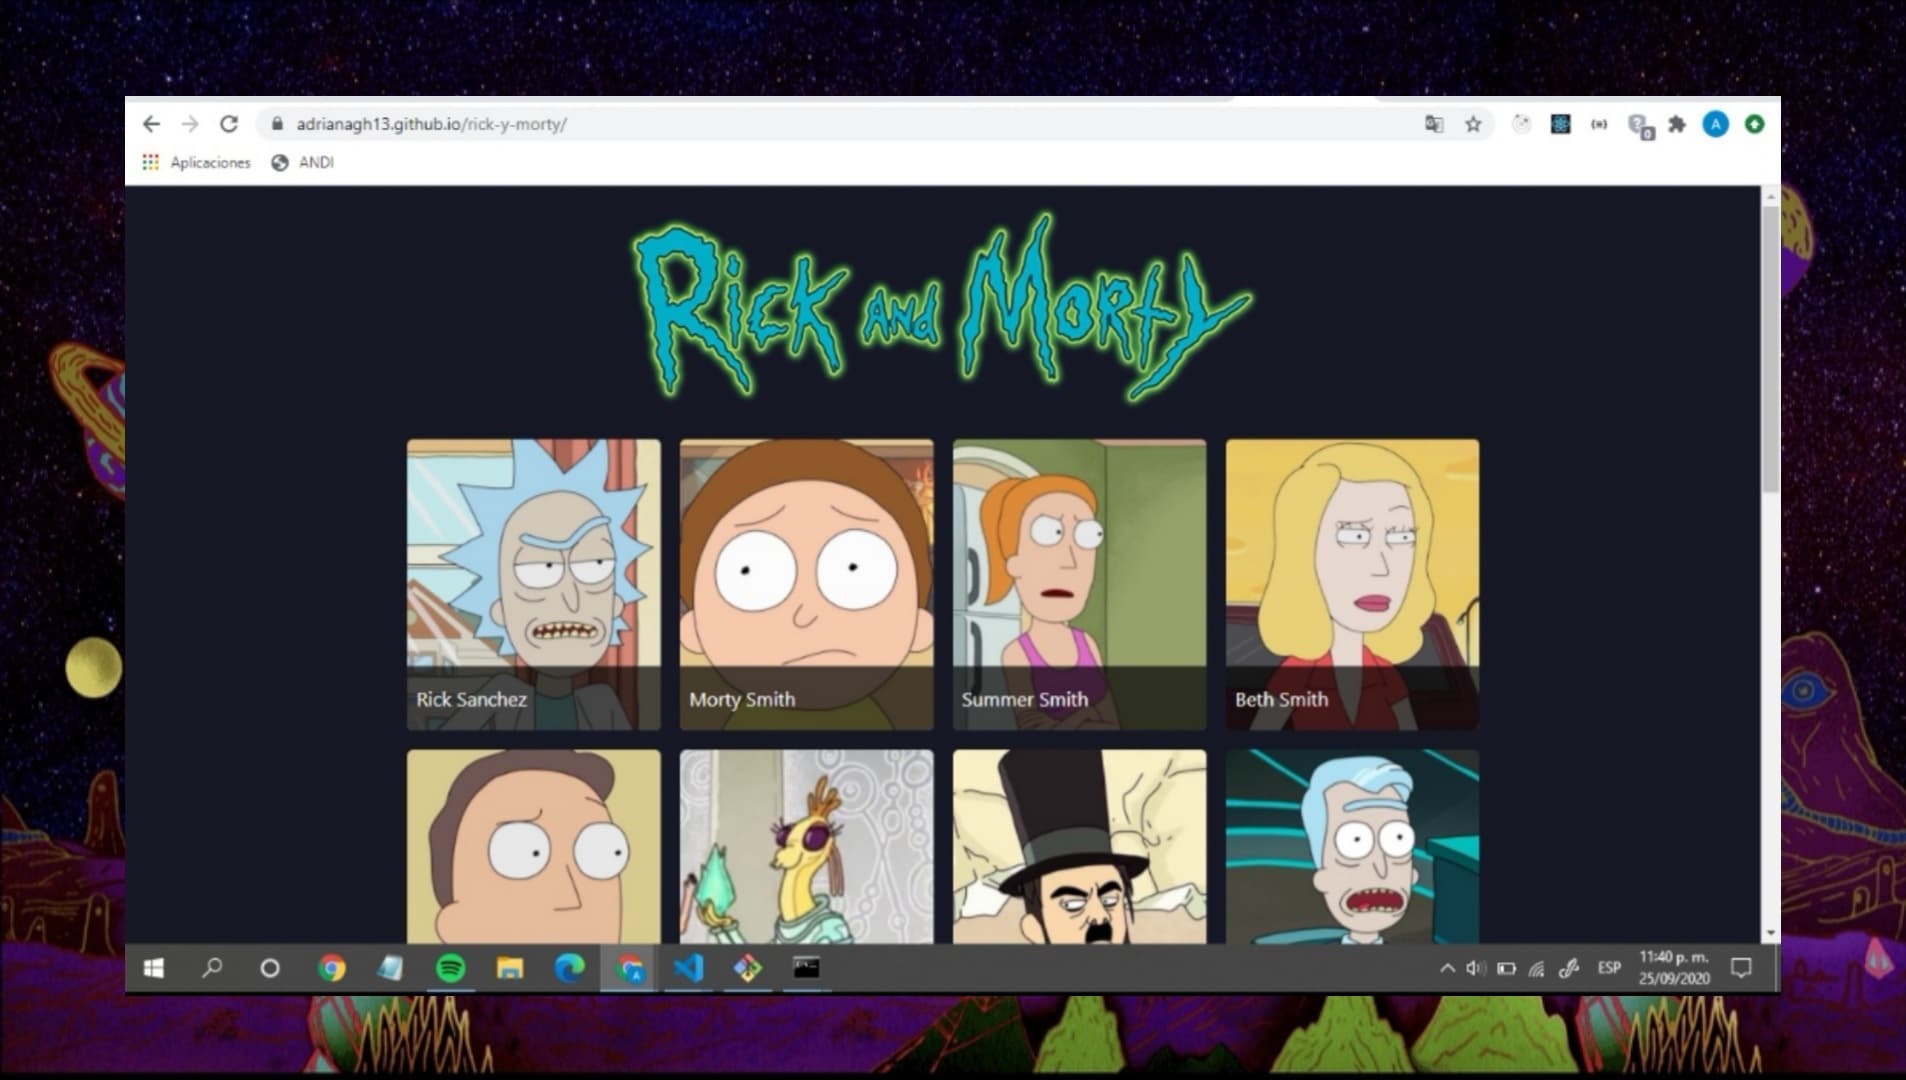 adrianagh13.github.io/rick-y-morty/
A
Aplicaciones
ANDI
Rick and Morty
Rick Sanchez
Morty Smith
Summer Smith
Beth Smith
ESP
11:40 p. m.
25/09/2020